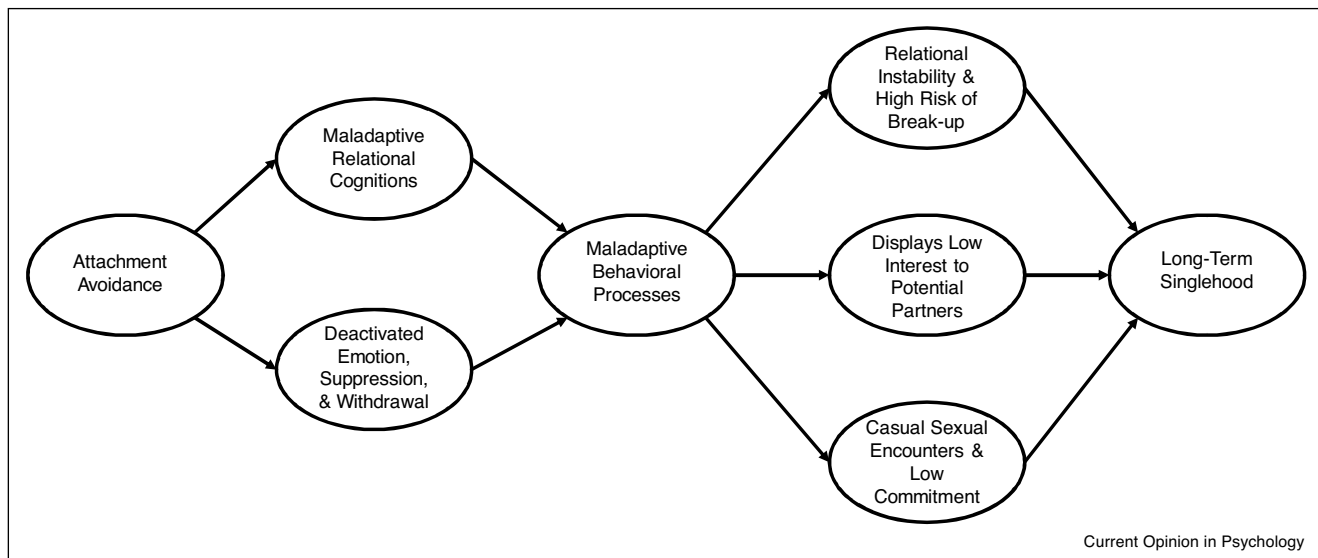 Attachment
Avoidance
Maladaptive
Relational
Cognitions
Deactivated
Emotion,
Suppression,
& Withdrawal
Maladaptive
Behavioral
Processes
Relational
Instability &
High Risk of
Break-up
Displays Low
Interest to
Potential
Partners
Casual Sexual
Encounters &
Low
Commitment
Long-Term
Singlehood
Current Opinion in Psychology